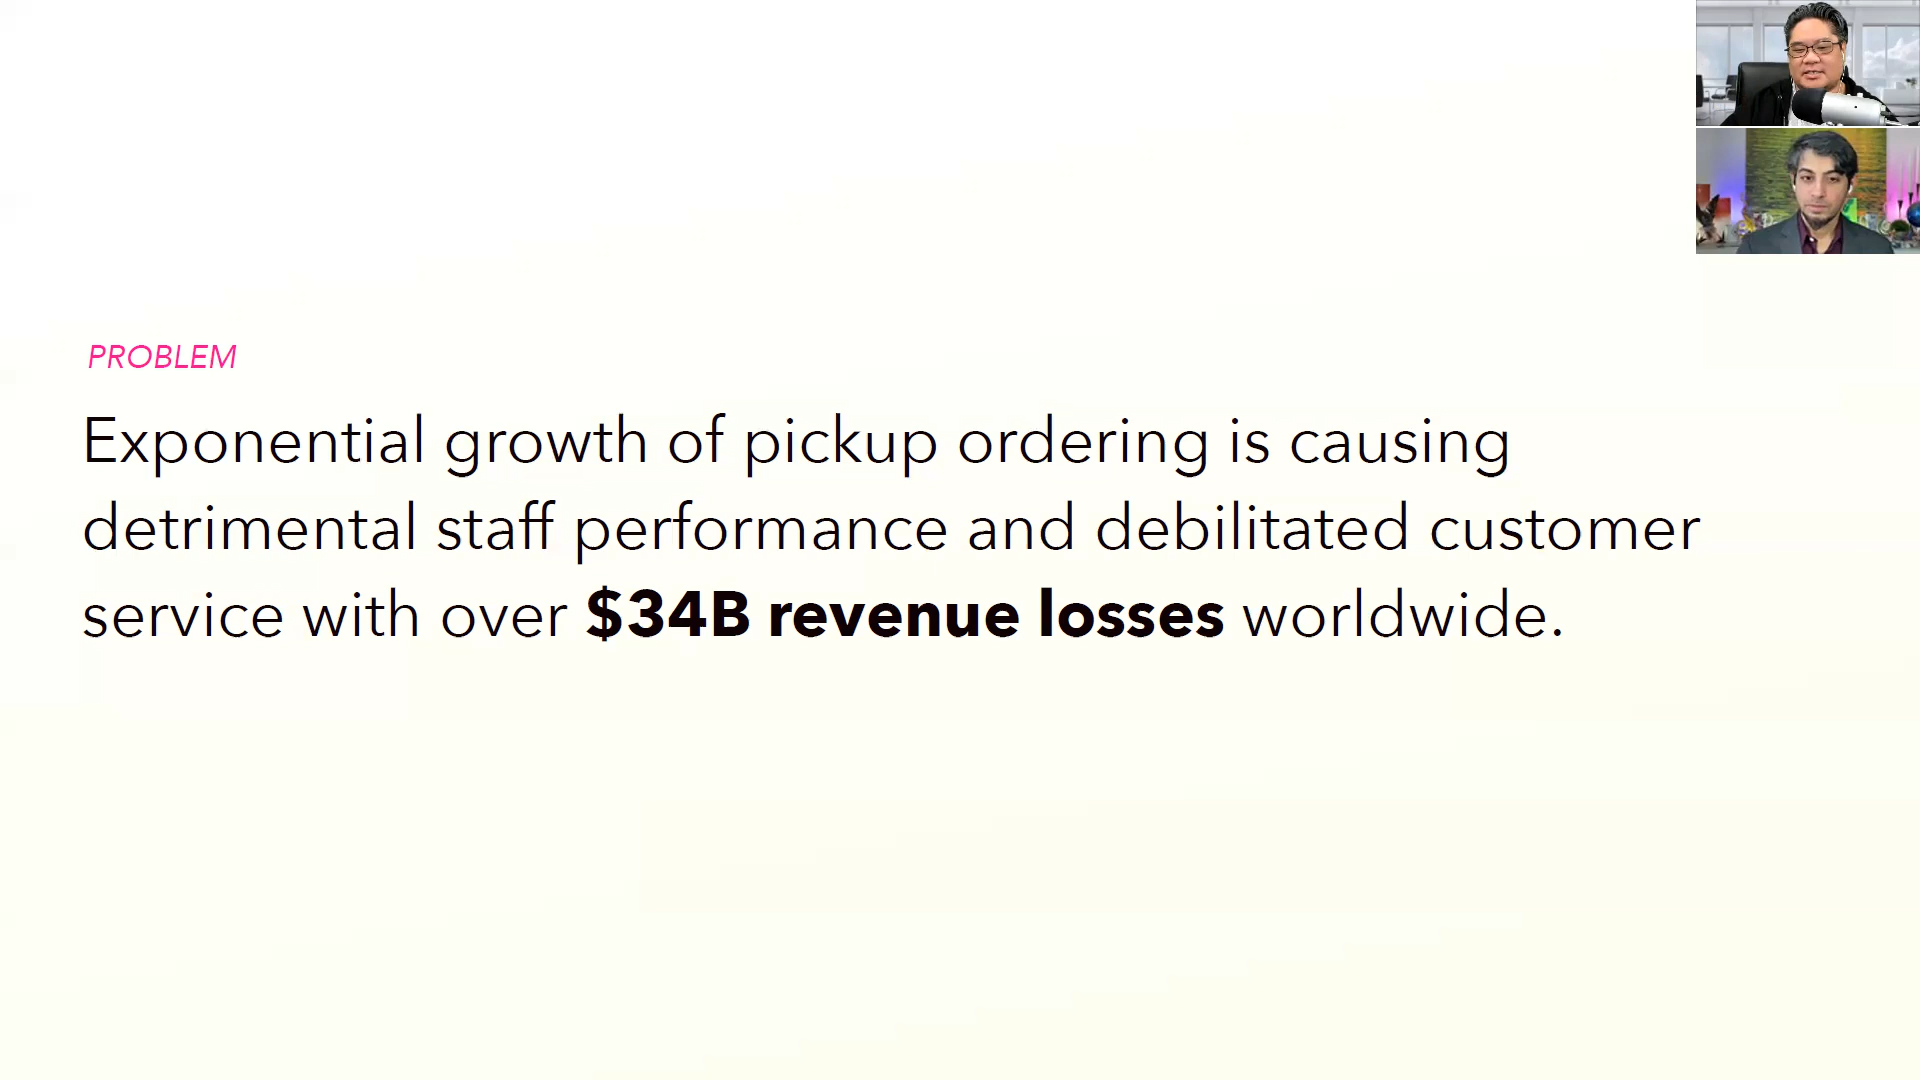 PROBLEM
Exponential growth of pickup ordering is causing
detrimental staff performance and debilitated customer
service with over $34B revenue losses worldwide.